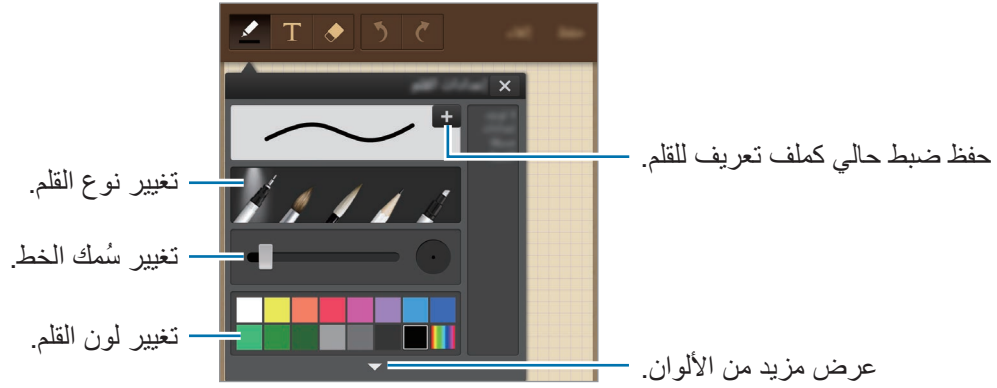 T
حفظ ضبط حالي كملف تعريف للقلم.
تغيير نوع القلم.
تغيير سُمك الخط.
تغيير لون القلم.
عرض مزيد من الألوان.